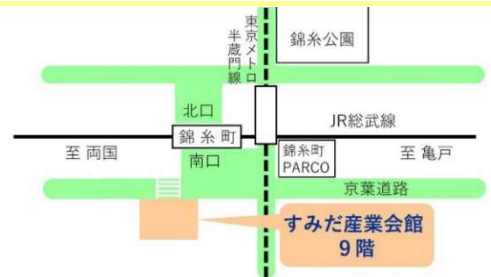 東京メトロ
半蔵門線
錦糸公園
北口
JR総武線
錦糸町
至 両国
南口
錦糸町
PARCO
至 亀戸
京葉道路
すみだ産業会館
9階